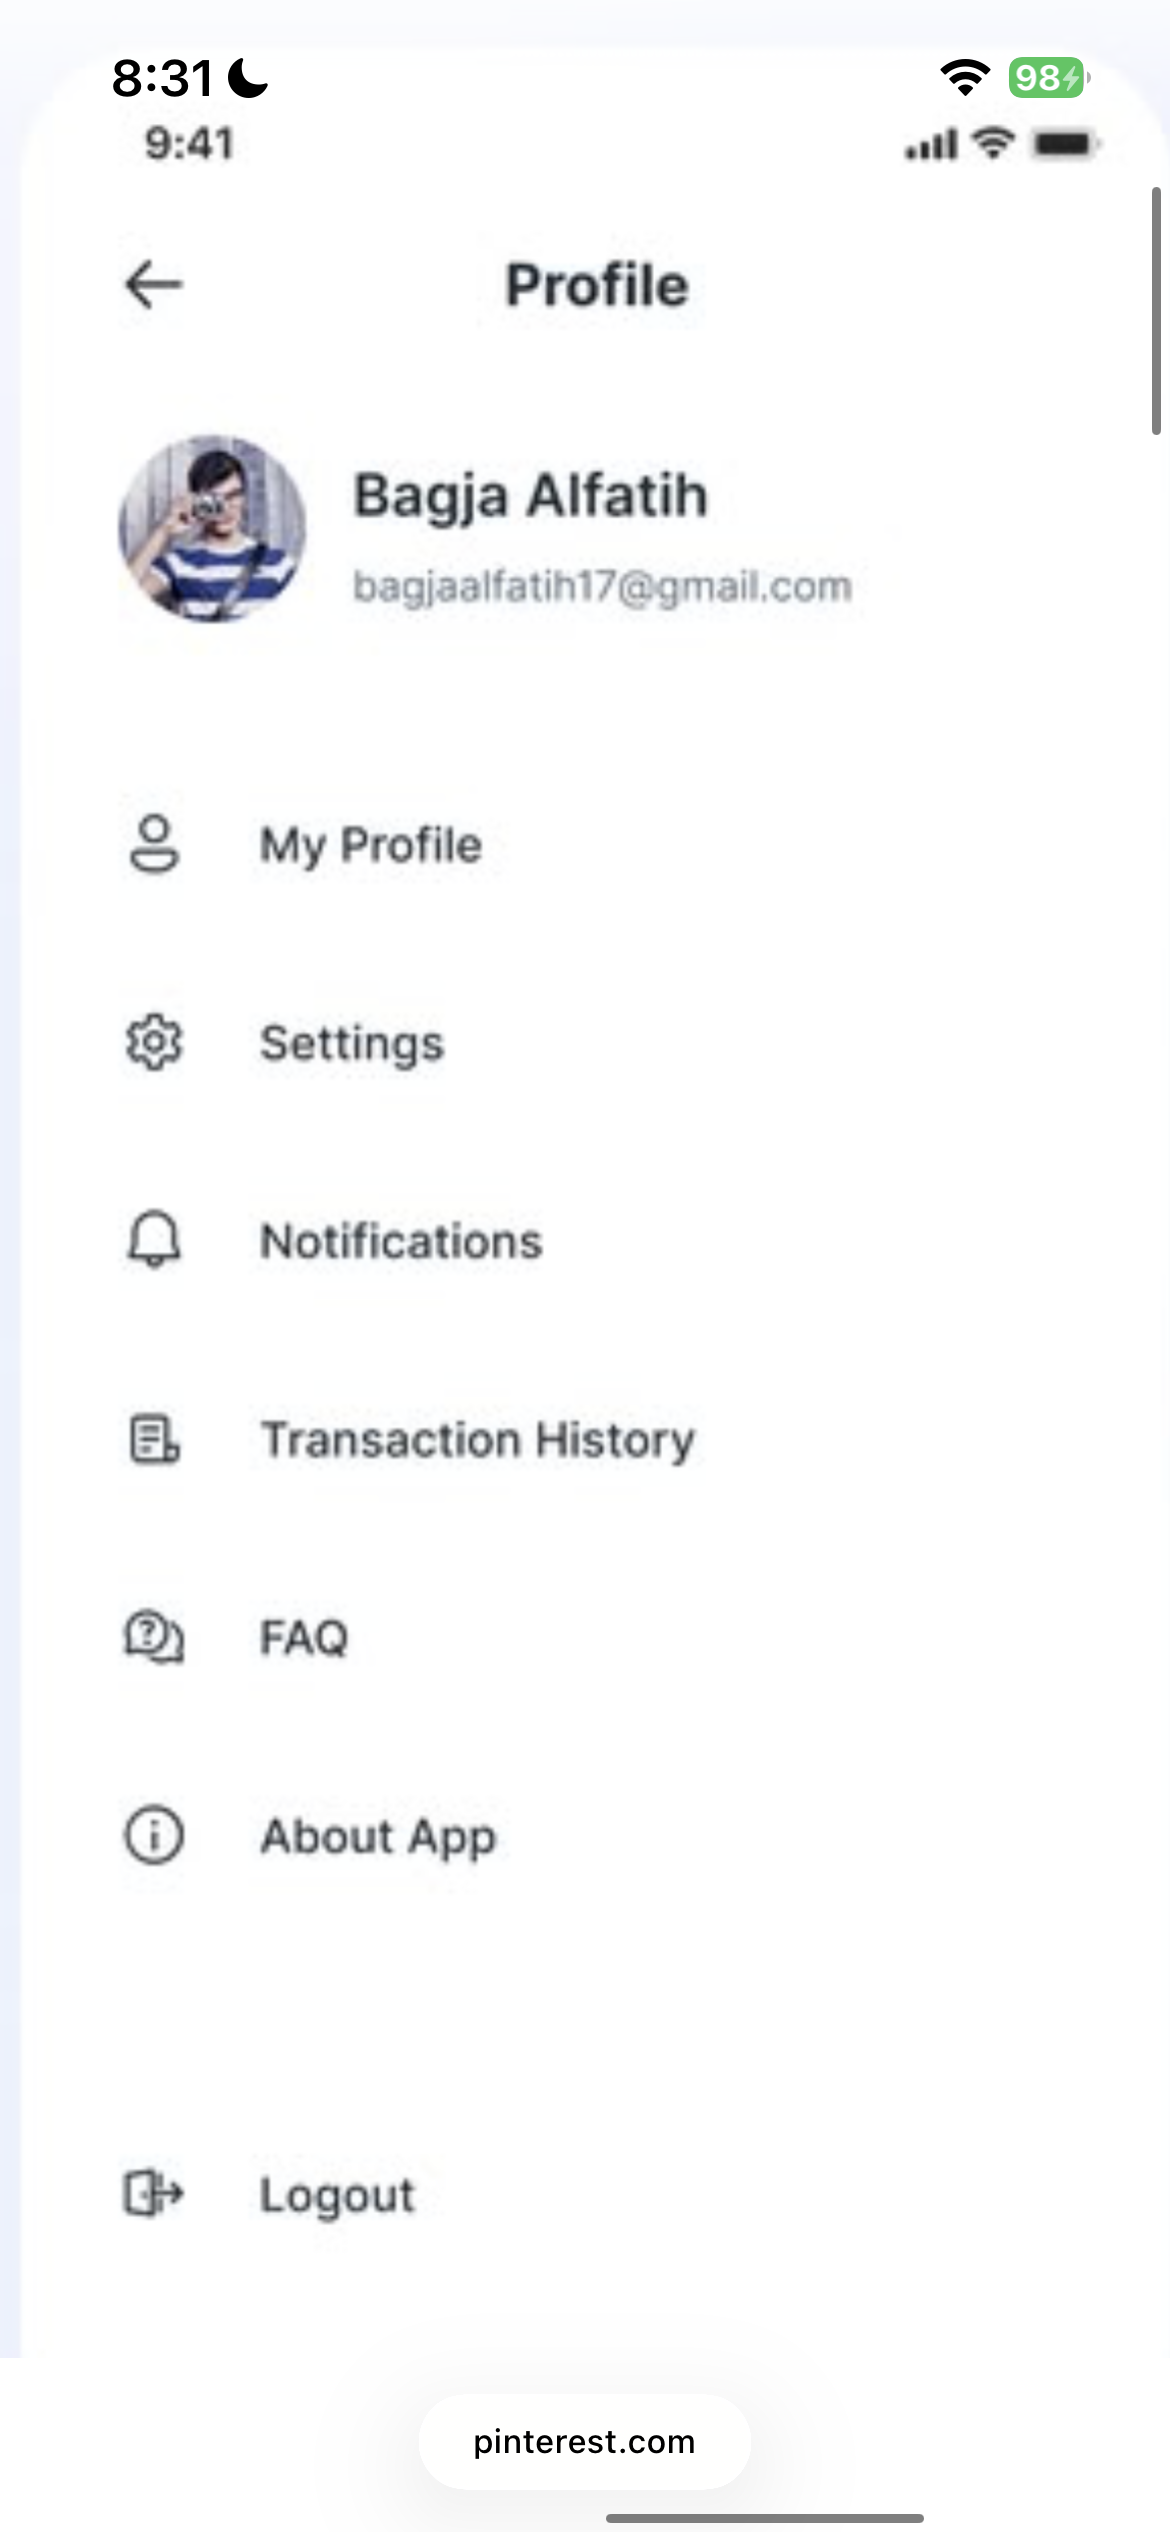 8:31
98
9:41
Profile
Bagja Alfatih
bagjaalfatih17@gmail.com
My Profile
Settings
Notifications
Transaction History
FAQ
About App
Logout
pinterest.com